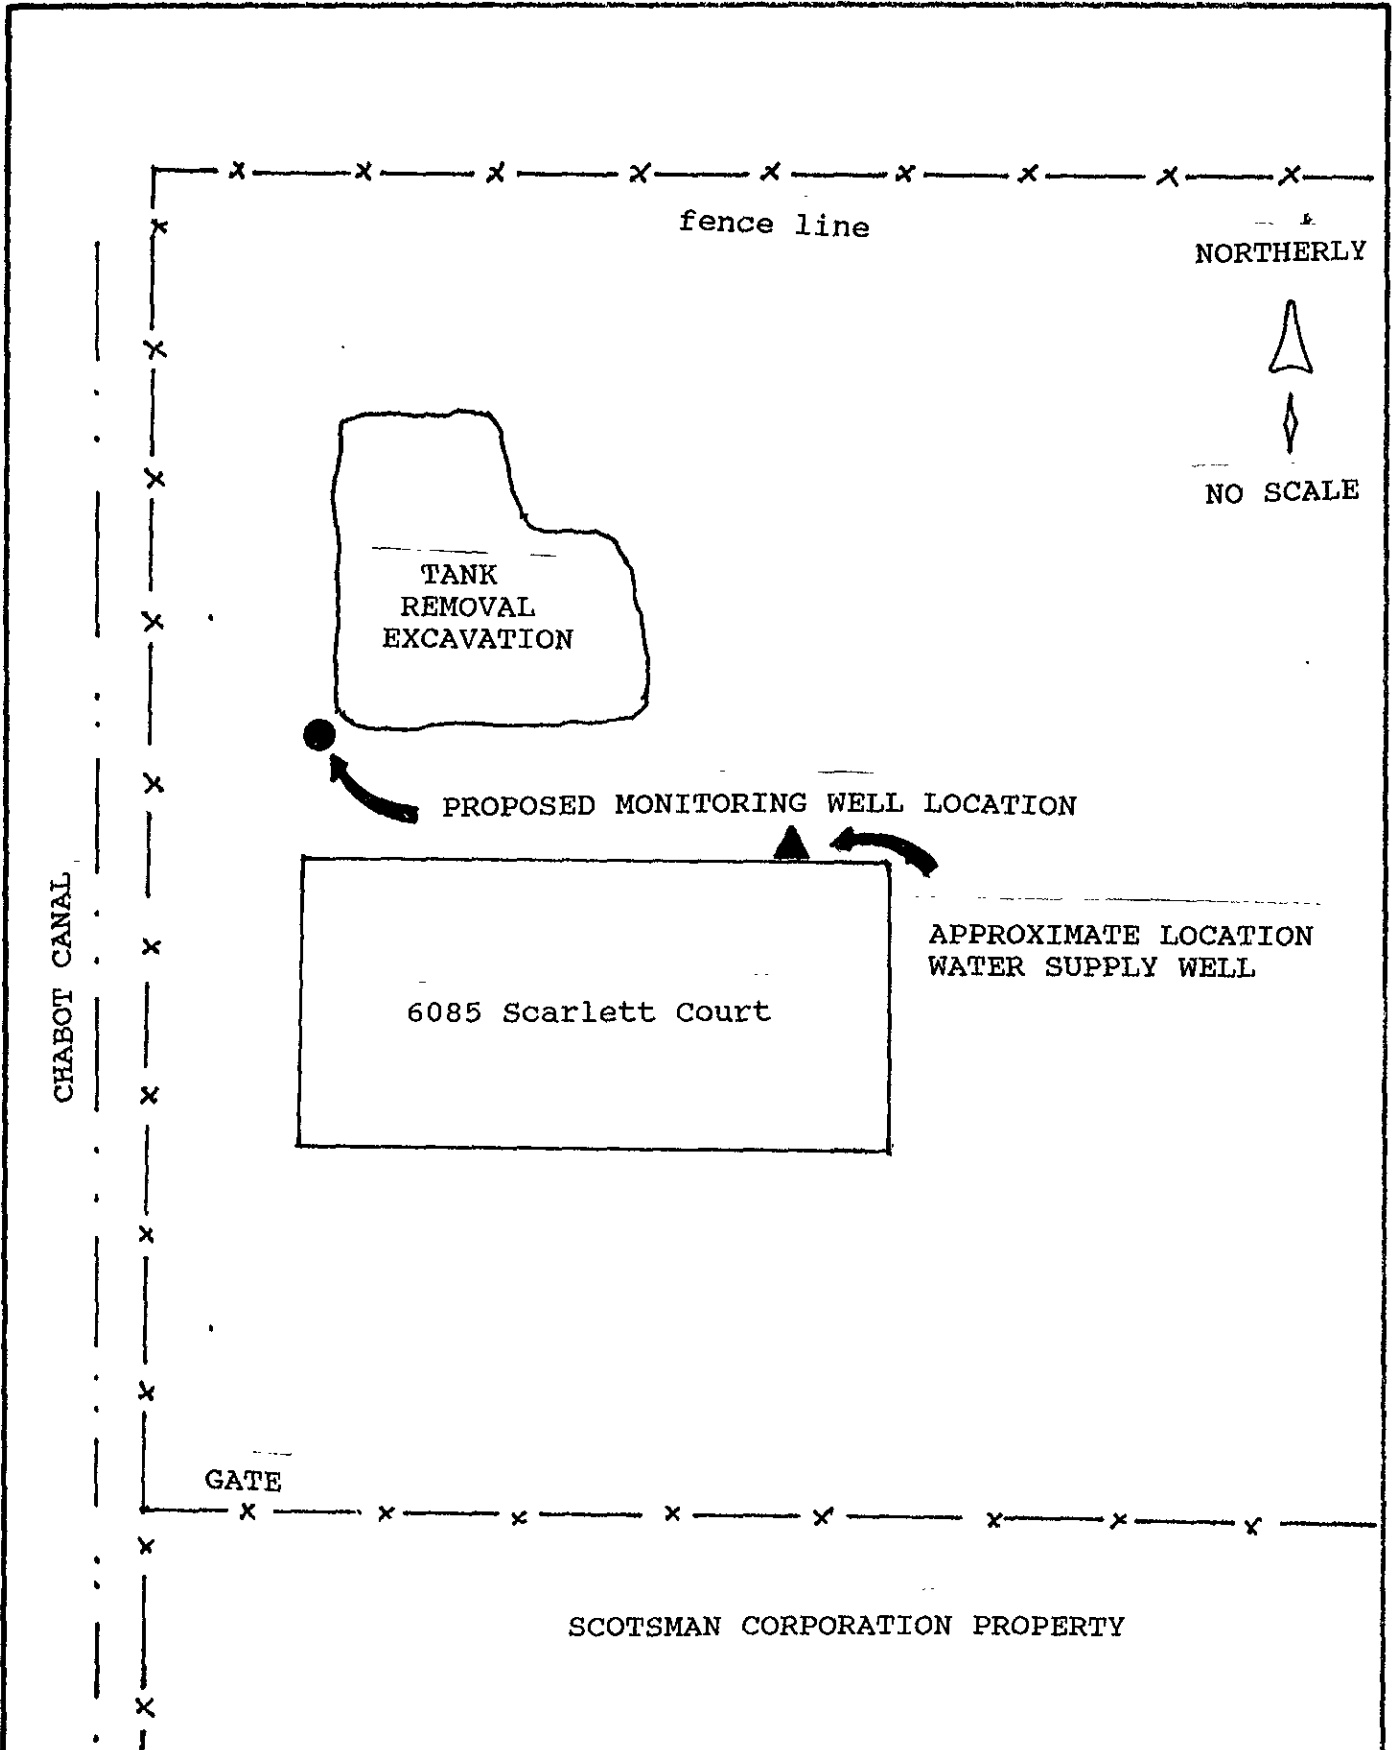 fence line
NORTHERLY
NO SCALE
TANK
REMOVAL
EXCAVATION
PROPOSED MONITORING WELL LOCATION
APPROXIMATE LOCATION
WATER SUPPLY WELL
CHABOT CANAL
6085 Scarlett Court
GATE
SCOTSMAN CORPORATION PROPERTY